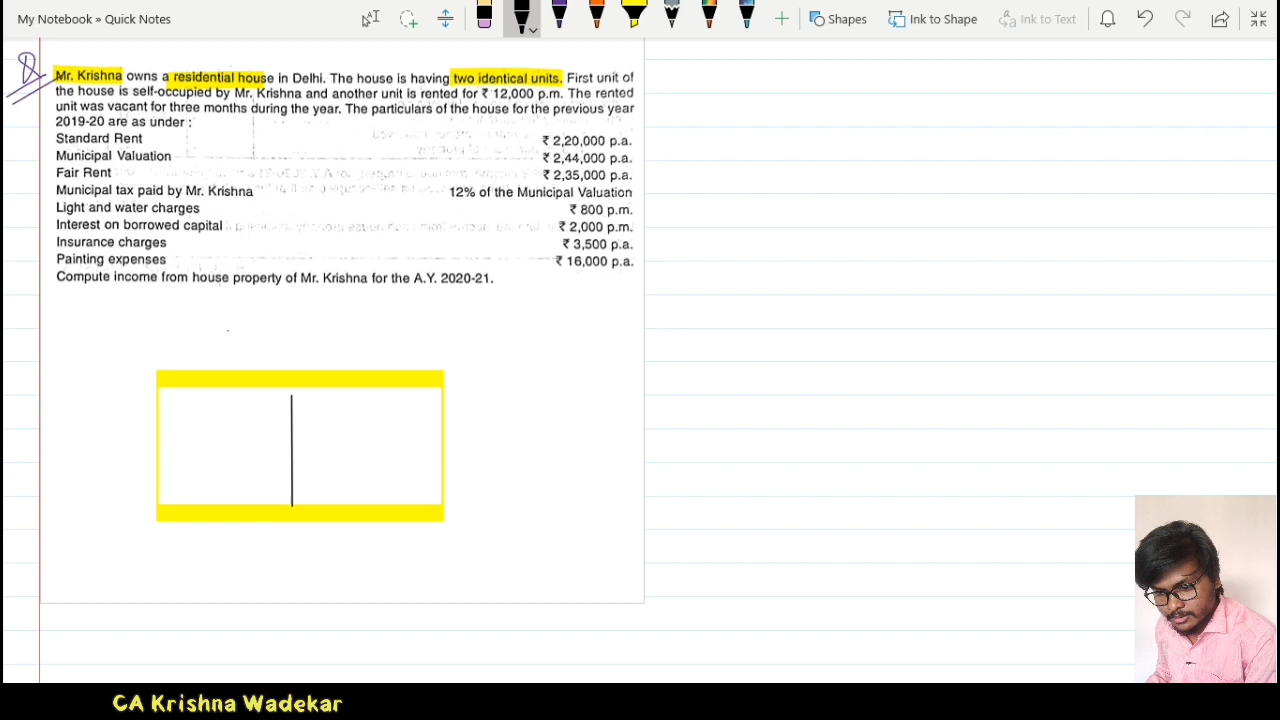 My Notebook » Quick Notes
Shapes
Ink to Shape
Ink to Text
Q
Mr. Krishna owns a residential house in Delhi. The house is having two identical units. First unit of
the house is self-occupied by Mr. Krishna and another unit is rented for ₹ 12,000 p.m. The rented
unit was vacant for three months during the year. The particulars of the house for the previous year
2019-20 are as under :
Standard Rent ₹ 2,20,000 p.a.
Municipal Valuation ₹ 2,44,000 p.a.
Fair Rent ₹ 2,35,000 p.a.
Municipal tax paid by Mr. Krishna 12% of the Municipal Valuation
Light and water charges ₹ 800 p.m.
Interest on borrowed capital ₹ 2,000 p.m.
Insurance charges ₹ 3,500 p.a.
Painting expenses ₹ 16,000 p.a.
Compute income from house property of Mr. Krishna for the A.Y. 2020-21.
CA Krishna Wadekar